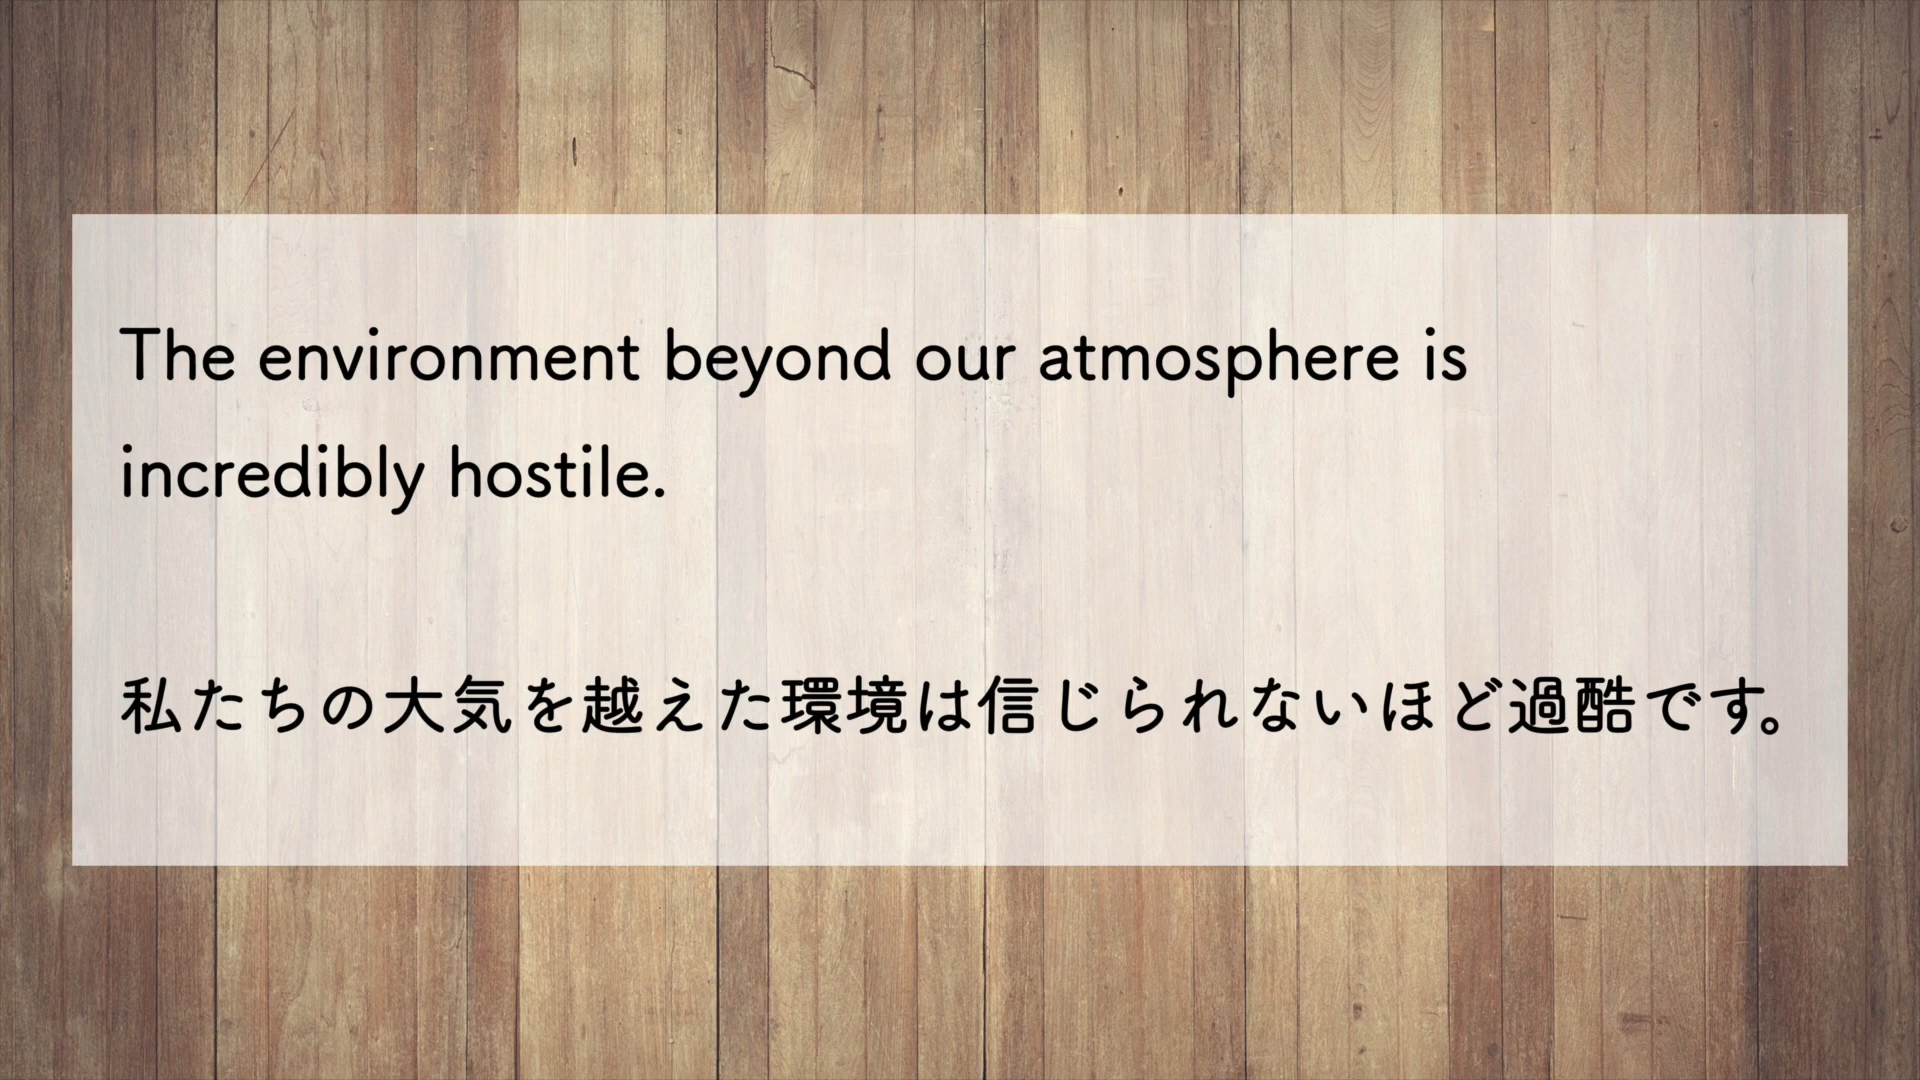 The environment beyond our atmosphere is
incredibly hostile.
私たちの大気を越えた環境は信じられないほど過酷です。